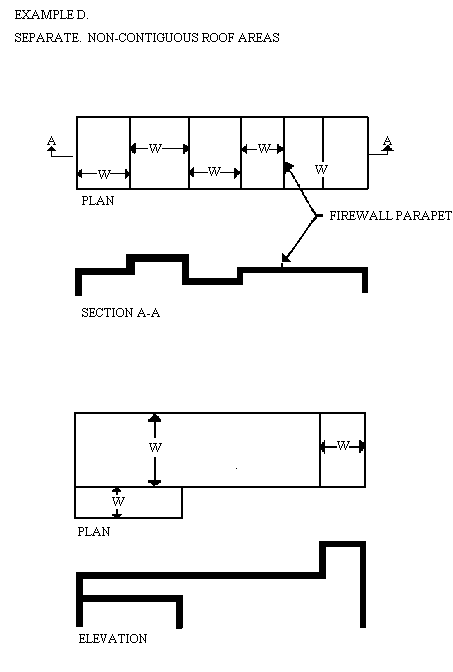 EXAMPLE D.
SEPARATE. NON-CONTIGUOUS ROOF AREAS
A
A
W
W
W
W
W
PLAN
FIREWALL PARAPET
SECTION A-A
W
W
W
PLAN
ELEVATION